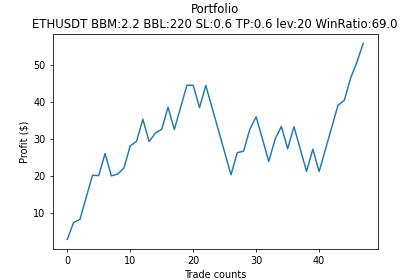 Portfolio
ETHUSDT BBM:2.2 BBL:220 SL:0.6 TP:0.6 lev:20 WinRatio:69.0
50
40
30
20
10
Profit ($)
0
10
20
30
40
Trade counts